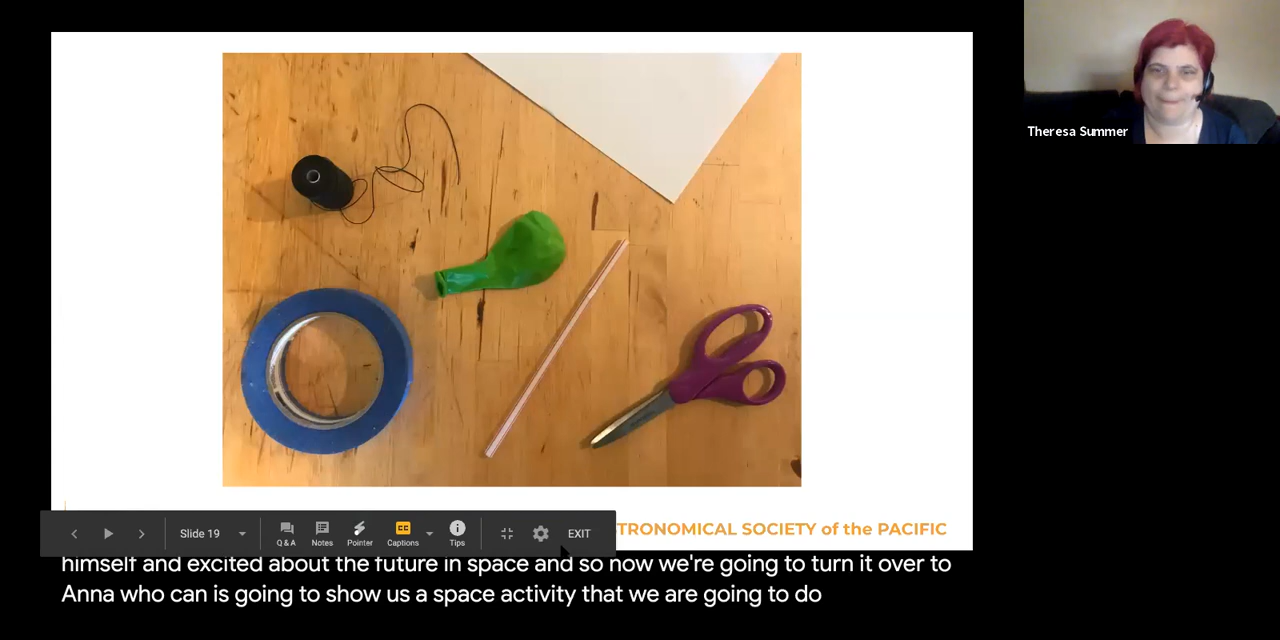 Theresa Summer
TRONOMICAL SOCIETY of the PACIFIC
Slide 19
Q&A
Notes
Pointer
Captions
Tips
EXIT
himself and excited about the future in space and so now we're going to turn it over to
Anna who can is going to show us a space activity that we are going to do